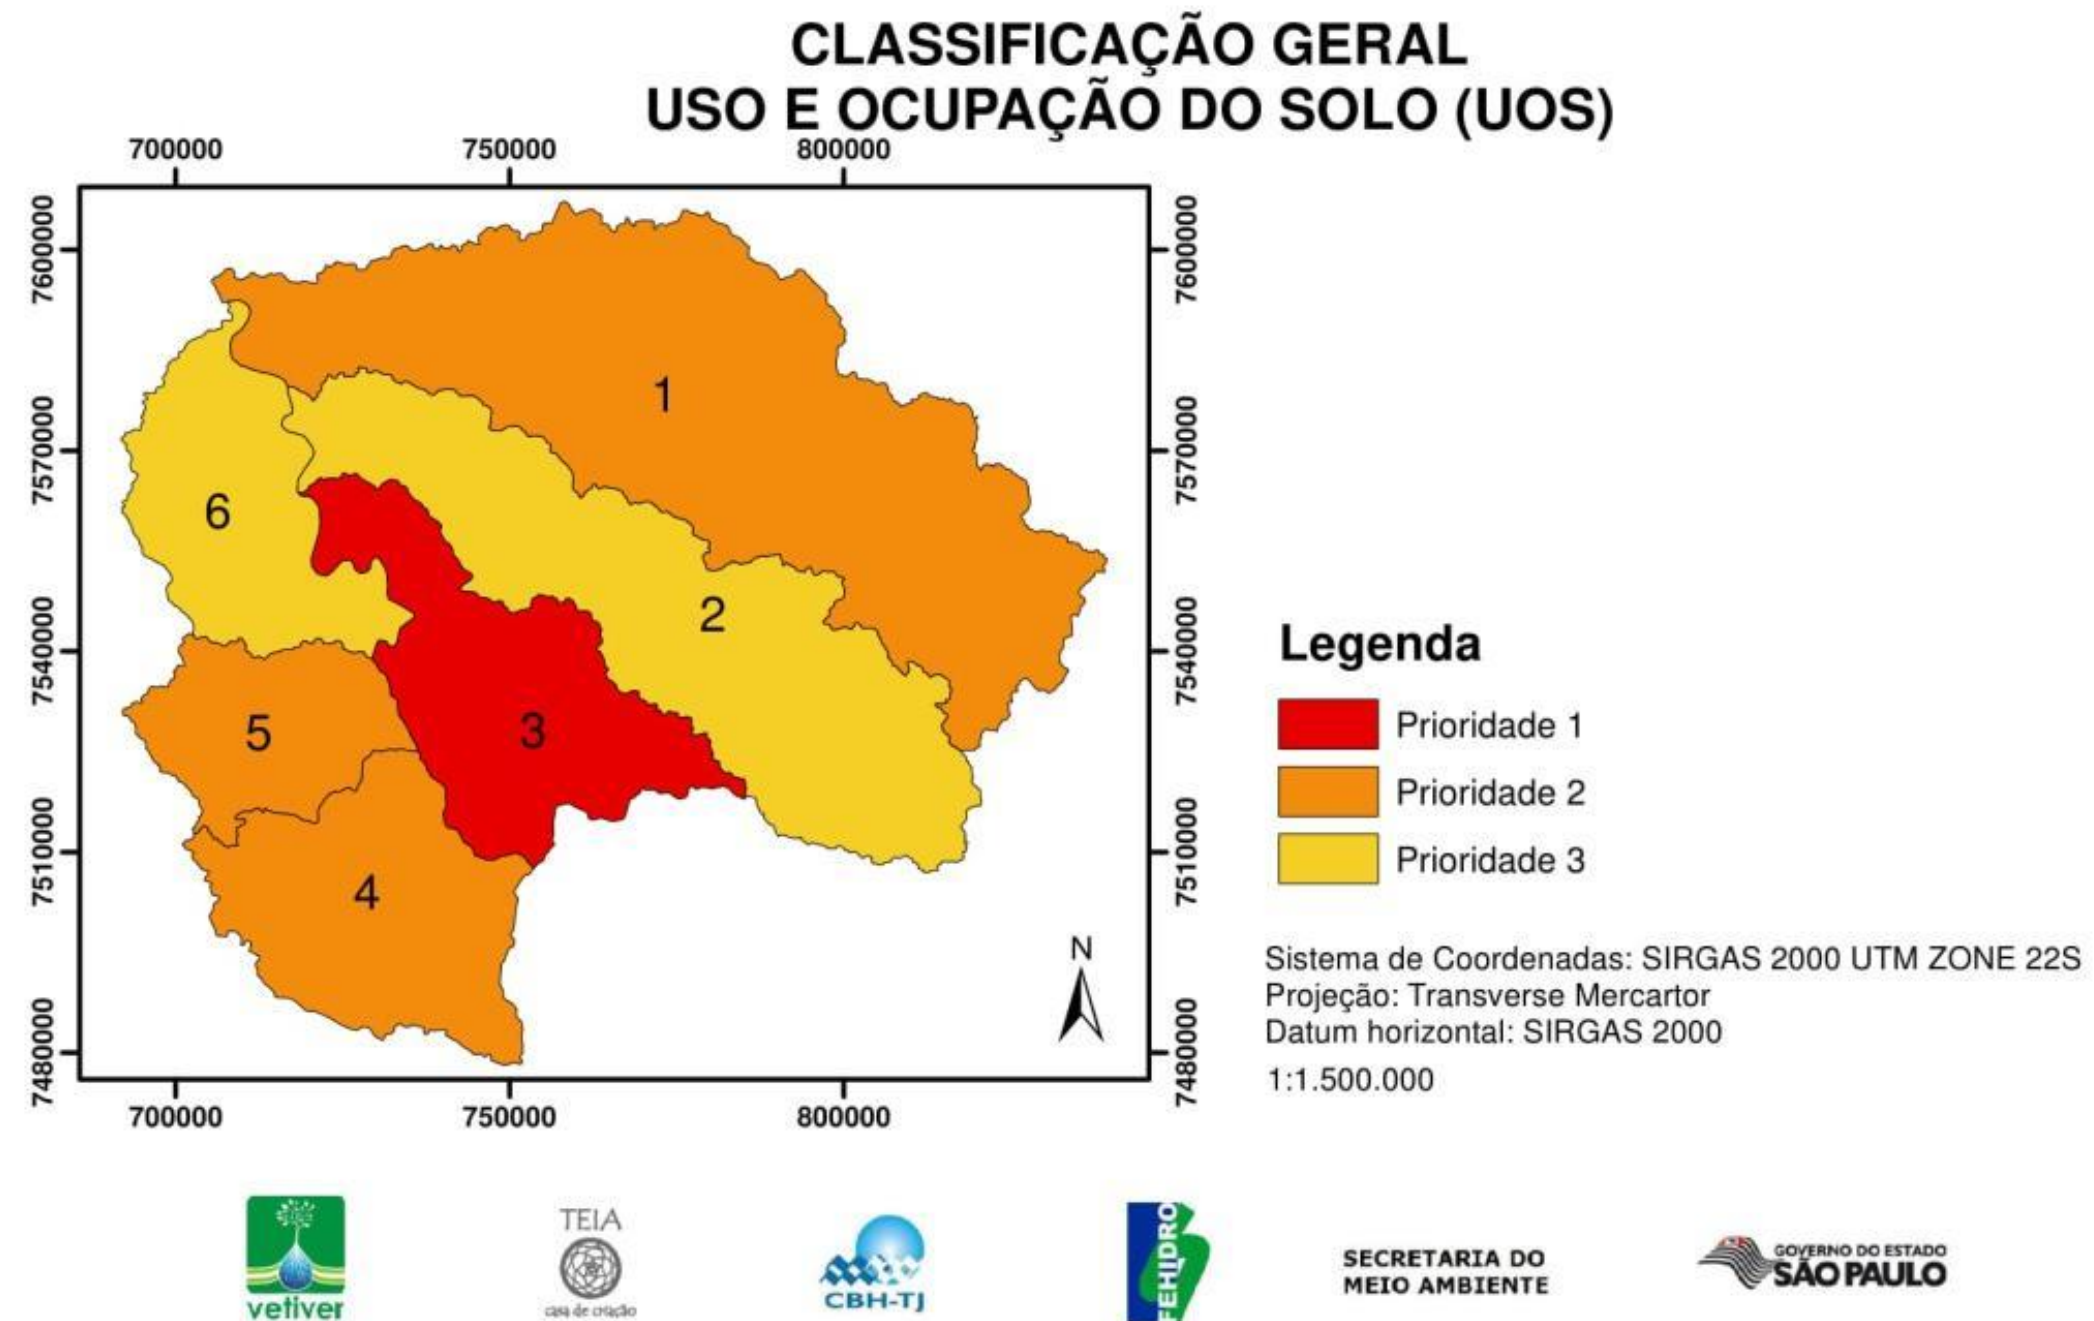 CLASSIFICAÇÃO GERAL
USO E OCUPAÇÃO DO SOLO (UOS)
700000 750000 800000
7600000 7600000
7570000 7570000
7540000 7540000
7510000 7510000
7480000 7480000
1
6
2
5
3
4
N
700000 750000 800000
Legenda
Prioridade 1
Prioridade 2
Prioridade 3
Sistema de Coordenadas: SIRGAS 2000 UTM ZONE 22S
Projeção: Transverse Mercartor
Datum horizontal: SIRGAS 2000
1:1.500.000
vetiver
TEIA
casa de criação
CBH-TJ
FEHIDRO
SECRETARIA DO
MEIO AMBIENTE
GOVERNO DO ESTADO
SÃO PAULO